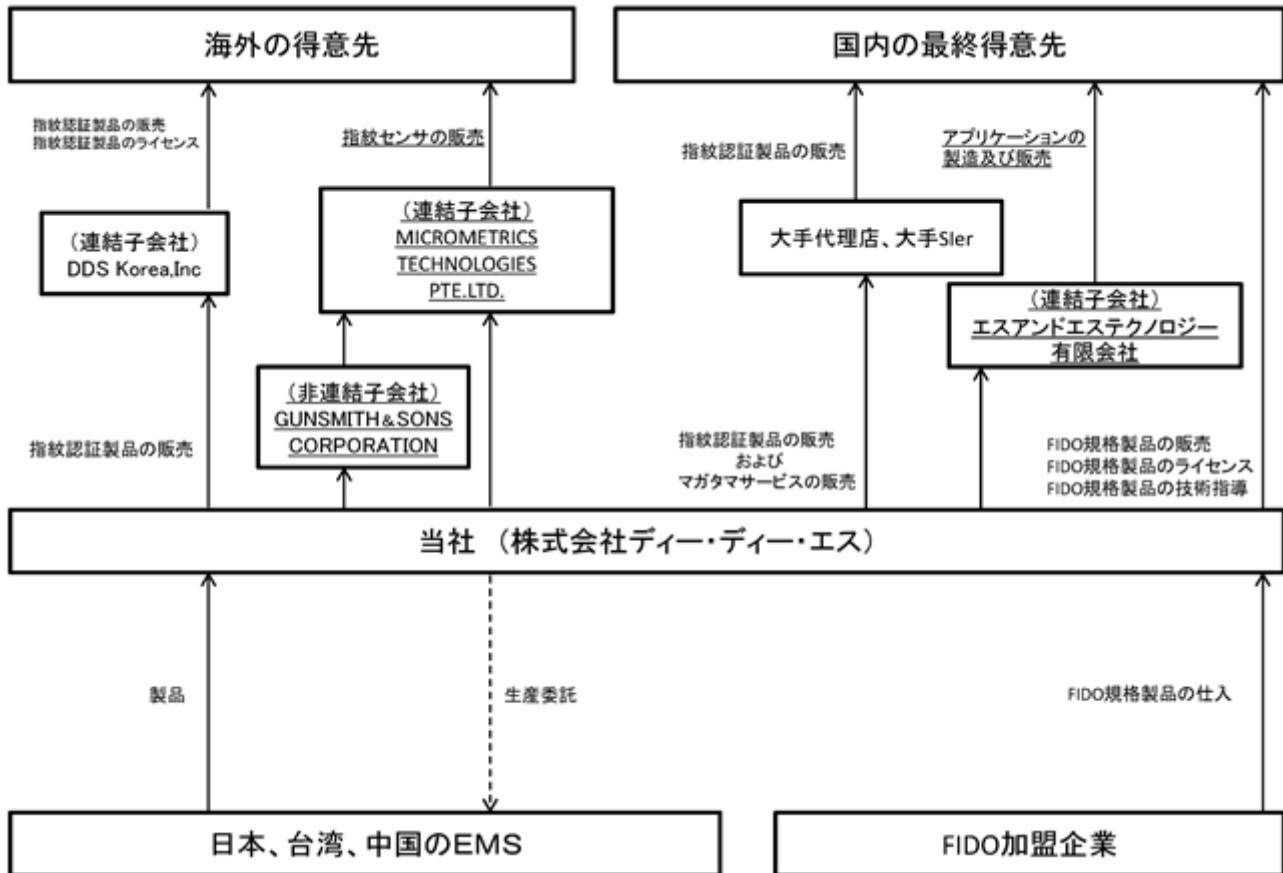 海外の得意先
国内の最終得意先
指紋認証製品の販売
指紋認証製品のライセンス
指紋センサの販売
指紋認証製品の販売
アプリケーションの
製造及び販売
(連結子会社)
DDS Korea,Inc
(連結子会社)
MICROMETRICS
TECHNOLOGIES
PTE.LTD.
大手代理店、大手SIer
(連結子会社)
エスアンドエステクノロジー
有限会社
(非連結子会社)
GUNSMITH&SONS
CORPORATION
指紋認証製品の販売
指紋認証製品の販売
および
マガタマサービスの販売
FIDO規格製品の販売
FIDO規格製品のライセンス
FIDO規格製品の技術指導
当社 (株式会社ディー・ディー・エス)
製品
生産委託
FIDO規格製品の仕入
日本、台湾、中国のEMS
FIDO加盟企業